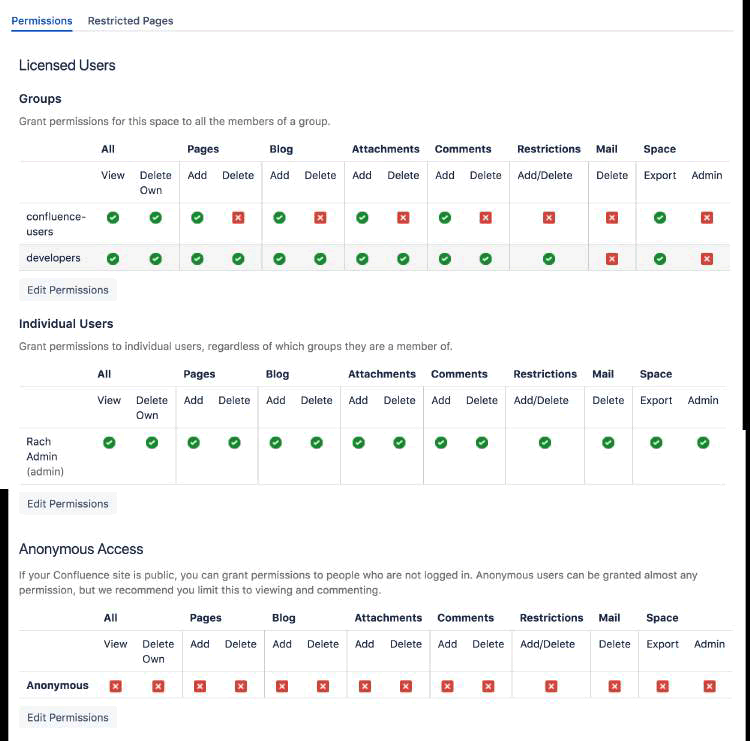 Permissions Restricted Pages
Licensed Users
Groups
Grant permissions for this space to all the members of a group.
All Pages Blog Attachments Comments Restrictions Mail Space
View Delete Own Add Delete Add Delete Add Delete Add Delete Add/Delete Delete Export Admin
confluence-
users
developers
Edit Permissions
Individual Users
Grant permissions to individual users, regardless of which groups they are a member of.
All Pages Blog Attachments Comments Restrictions Mail Space
View Delete Own Add Delete Add Delete Add Delete Add Delete Add/Delete Delete Export Admin
Rach
Admin
(admin)
Edit Permissions
Anonymous Access
If your Confluence site is public, you can grant permissions to people who are not logged in. Anonymous users can be granted almost any
permission, but we recommend you limit this to viewing and commenting.
All Pages Blog Attachments Comments Restrictions Mail Space
View Delete Own Add Delete Add Delete Add Delete Add Delete Add/Delete Delete Export Admin
Anonymous
Edit Permissions